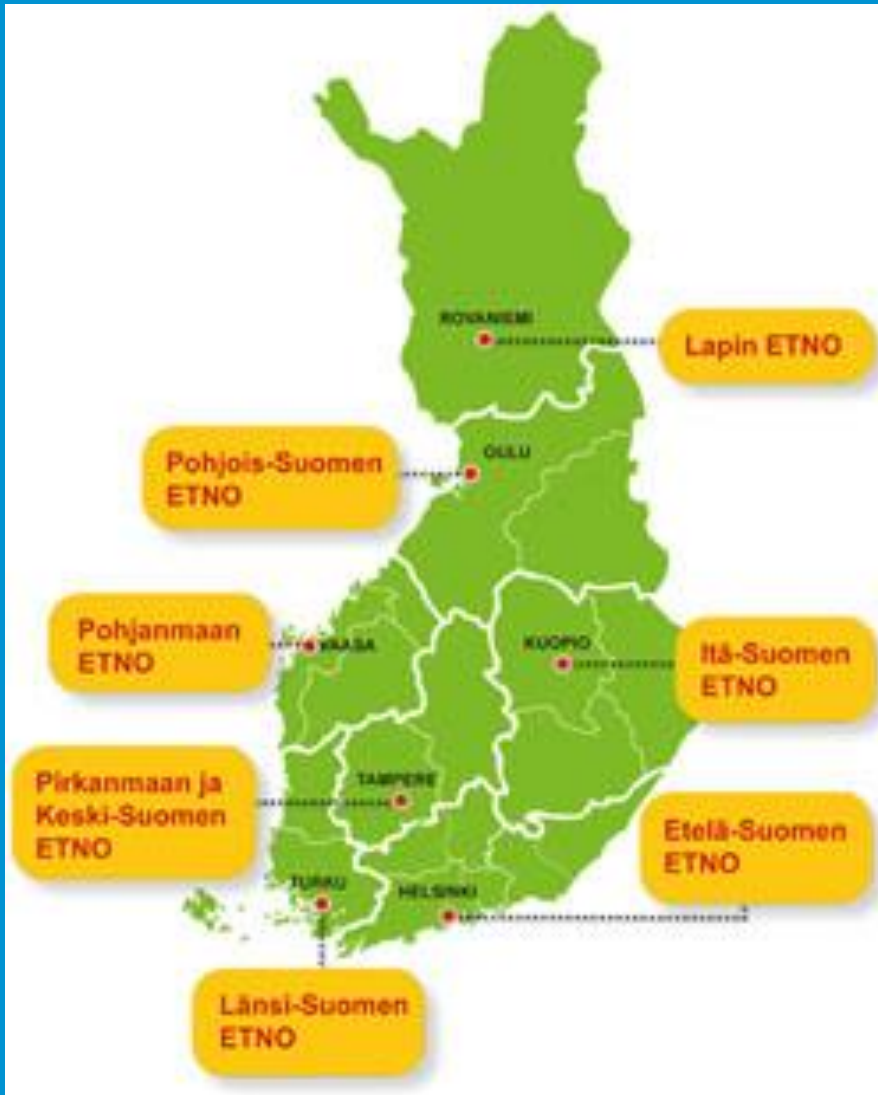 ROVANIEMI
Lapin ETNO
OULU
Pohjois-Suomen
ETNO
Pohjanmaan
ETNO
VAASA
KUOPIO
Itä-Suomen
ETNO
Pirkanmaan ja
Keski-Suomen
ETNO
TAMPERE
Etelä-Suomen
ETNO
TURKU
HELSINKI
Länsi-Suomen
ETNO